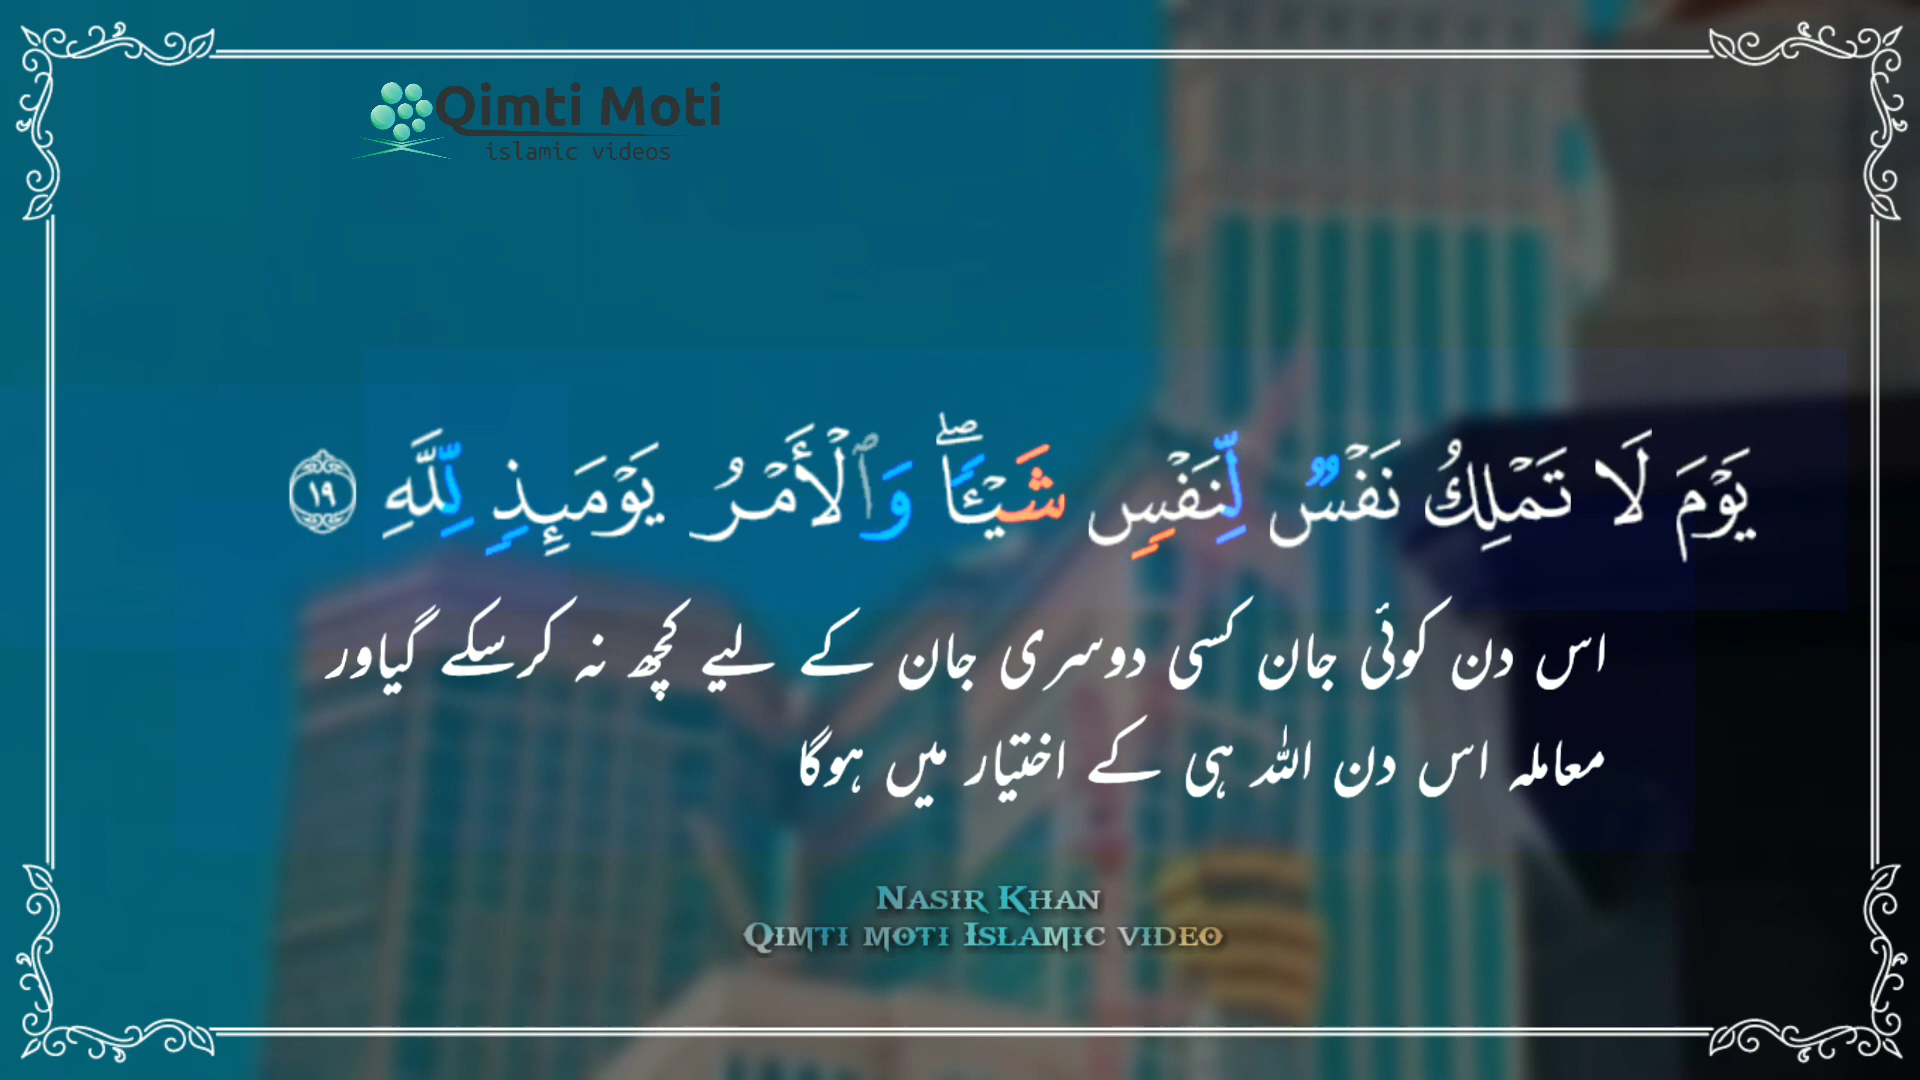 Qimti Moti
islamic videos
يَوْمَ لَا تَمْلِكُ نَفْسٌ لِّنَفْسٍ شَيْـًٔا ۖ وَٱلْأَمْرُ يَوْمَئِذٍ لِّلَّهِ ١٩
اس دن کوئی جان کسی دوسری جان کے لیے کچھ نہ کرسکے گیاور
معاملہ اس دن اللہ ہی کے اختیار میں ہوگا
Nasir Khan
Qimti moti Islamic video